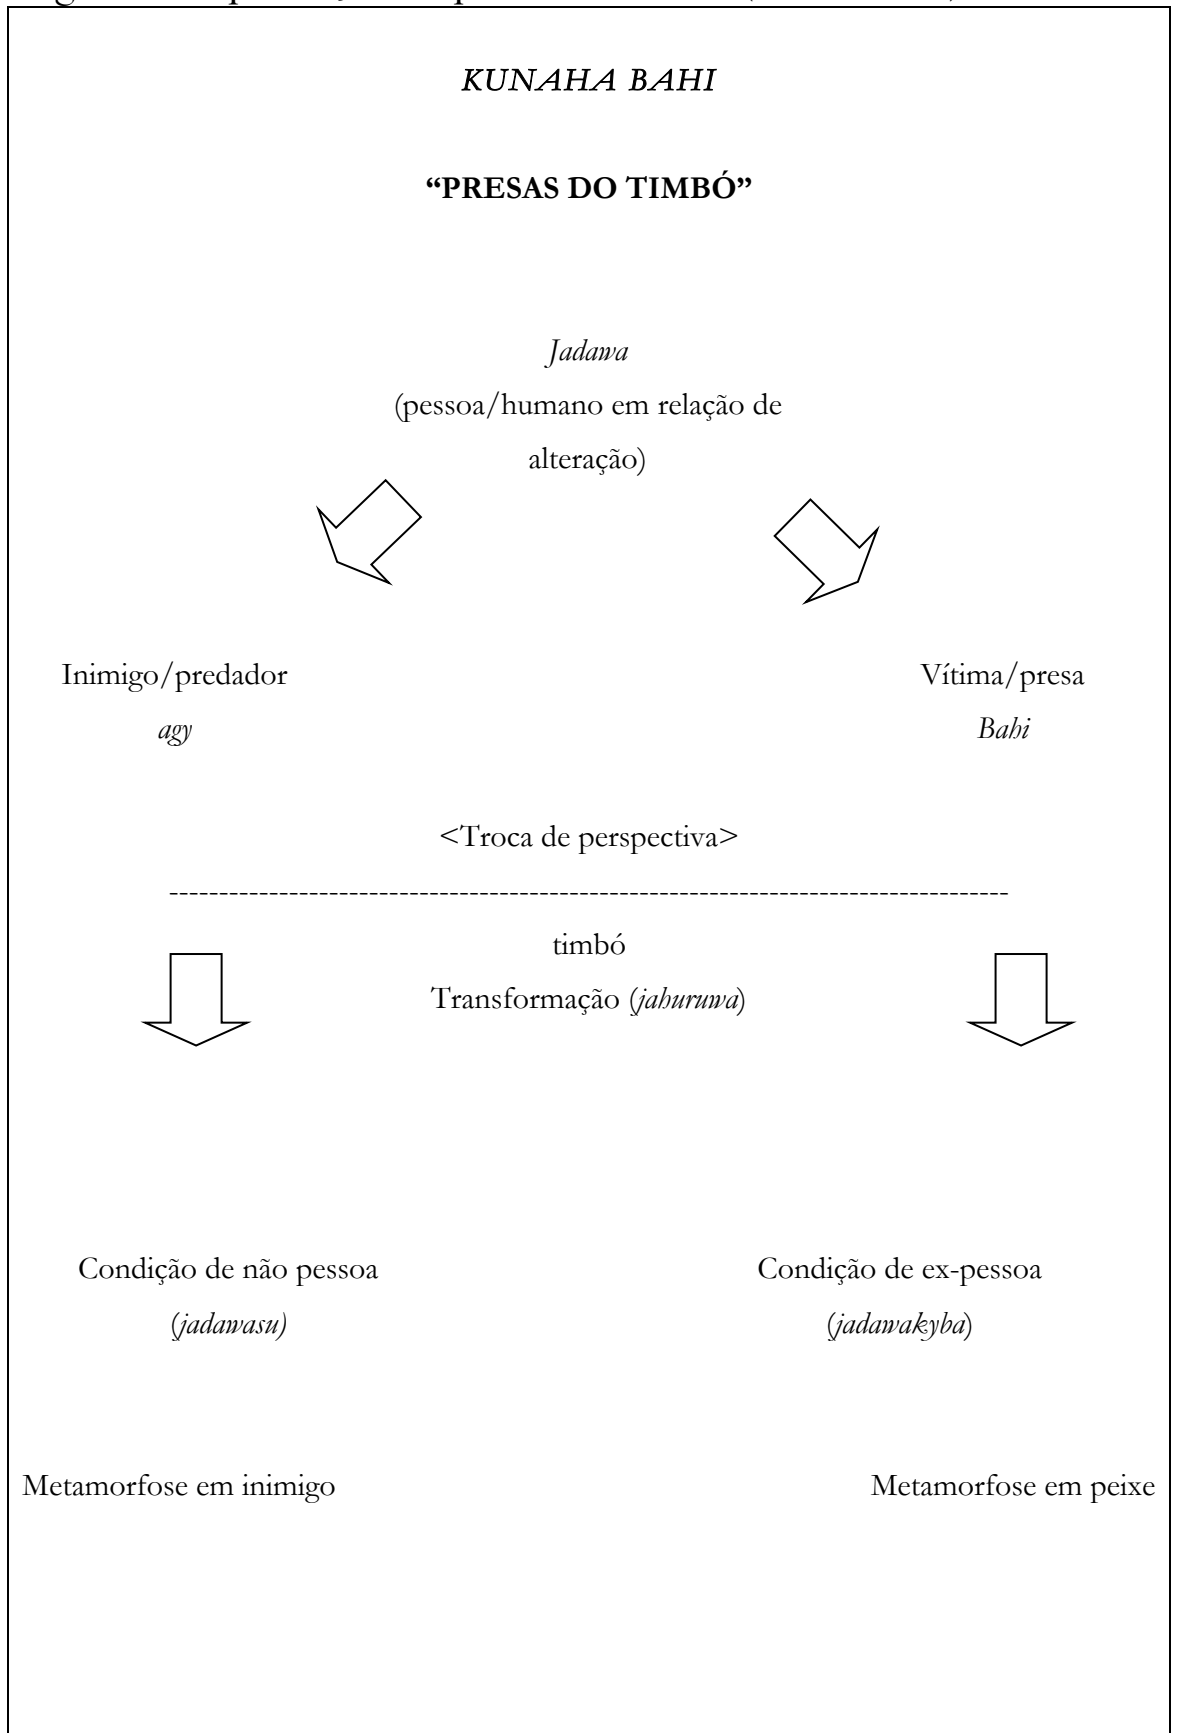 KUNAHA BAHI
“PRESAS DO TIMBÓ”
Jadawa
(pessoa/humano em relação de
alteração)
Inimigo/predador
Vítima/presa
agy
Bahi
<Troca de perspectiva>
------------------------------------------------------------------------------------
timbó
Transformação (jahuruwa)
Condição de não pessoa
Condição de ex-pessoa
(jadawasu)
(jadawakyba)
Metamorfose em inimigo
Metamorfose em peixe